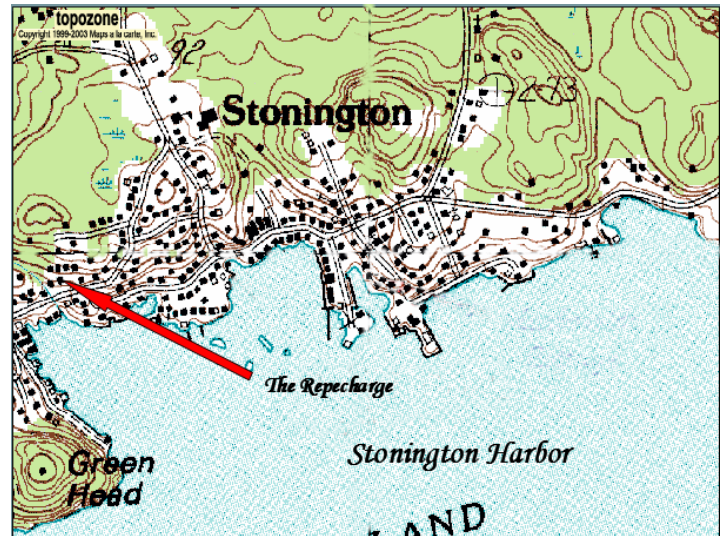 topozone
Copyright 1999-2003 Maps a la carte, Inc.
92
Stonington
The Repecharge
Stonington Harbor
Green
Head
LAND